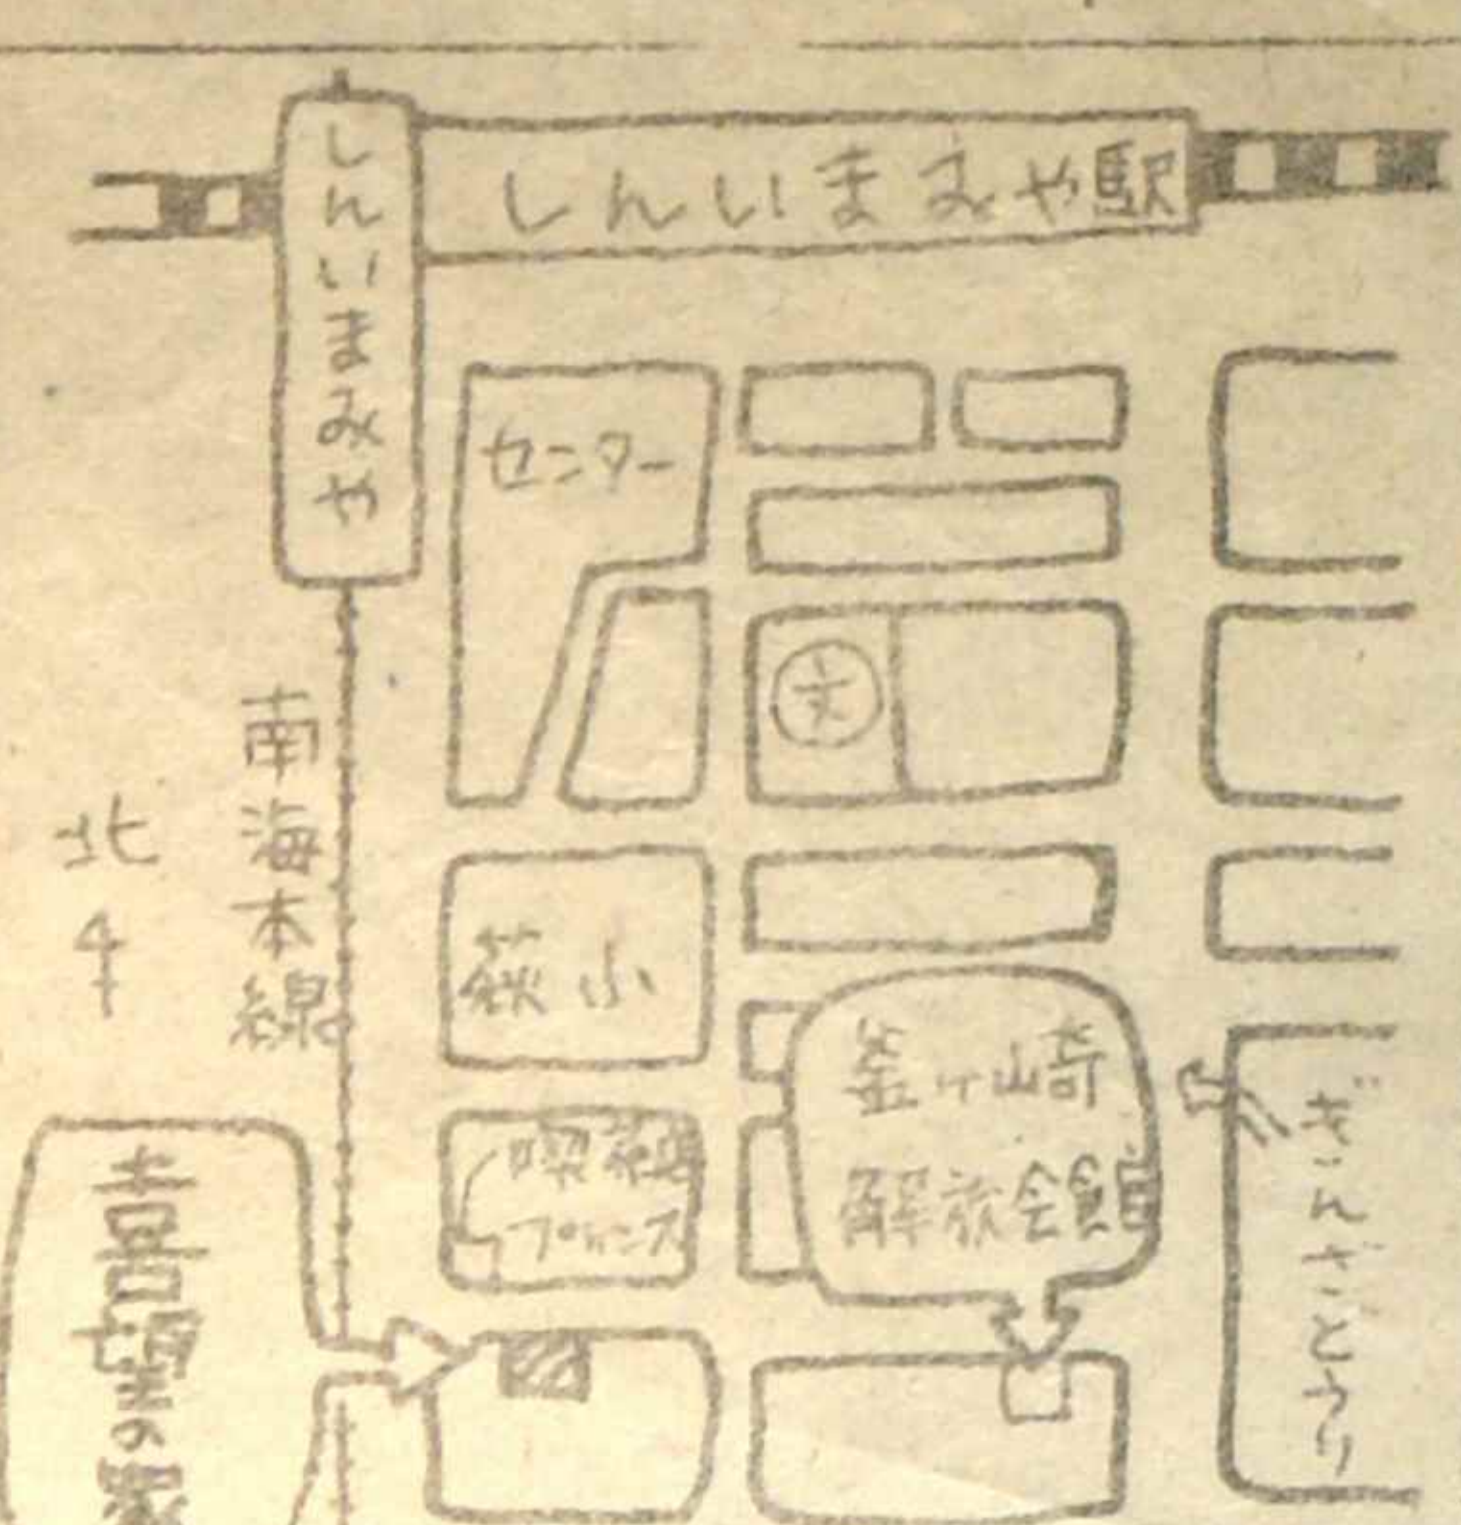 しんいまみや
しんいまみや駅
センター
文
南海本線
北
萩小
釜ヶ崎
解放会館
喫茶店
プリンス
ぎんざとうり
喜望の家